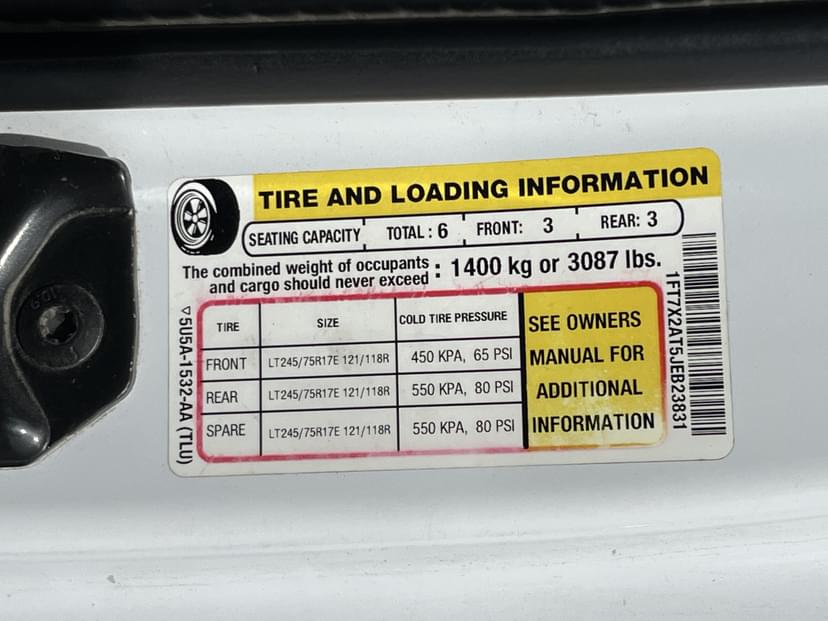 TIRE AND LOADING INFORMATION
SEATING CAPACITY TOTAL : 6 FRONT: 3 REAR: 3
The combined weight of occupants
and cargo should never exceed : 1400 kg or 3087 lbs.
TIRE SIZE COLD TIRE PRESSURE
FRONT LT245/75R17E 121/118R 450 KPA, 65 PSI
REAR LT245/75R17E 121/118R 550 KPA, 80 PSI
SPARE LT245/75R17E 121/118R 550 KPA, 80 PSI
SEE OWNERS
MANUAL FOR
ADDITIONAL
INFORMATION
▽5U5A-1532-AA (TLU)
1FT7X2AT5JEB23831